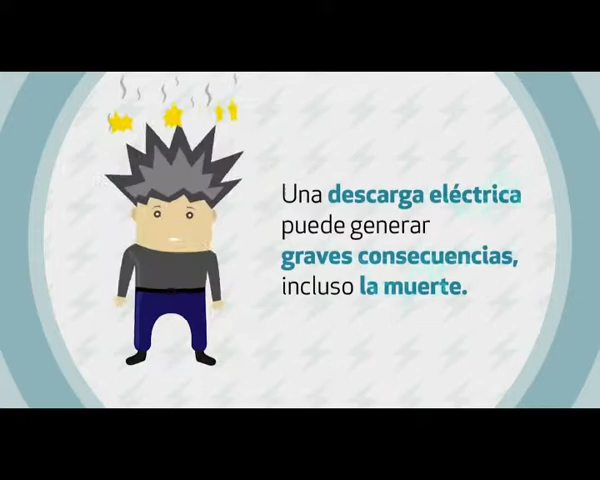 Una descarga eléctrica
puede generar
graves consecuencias,
incluso la muerte.